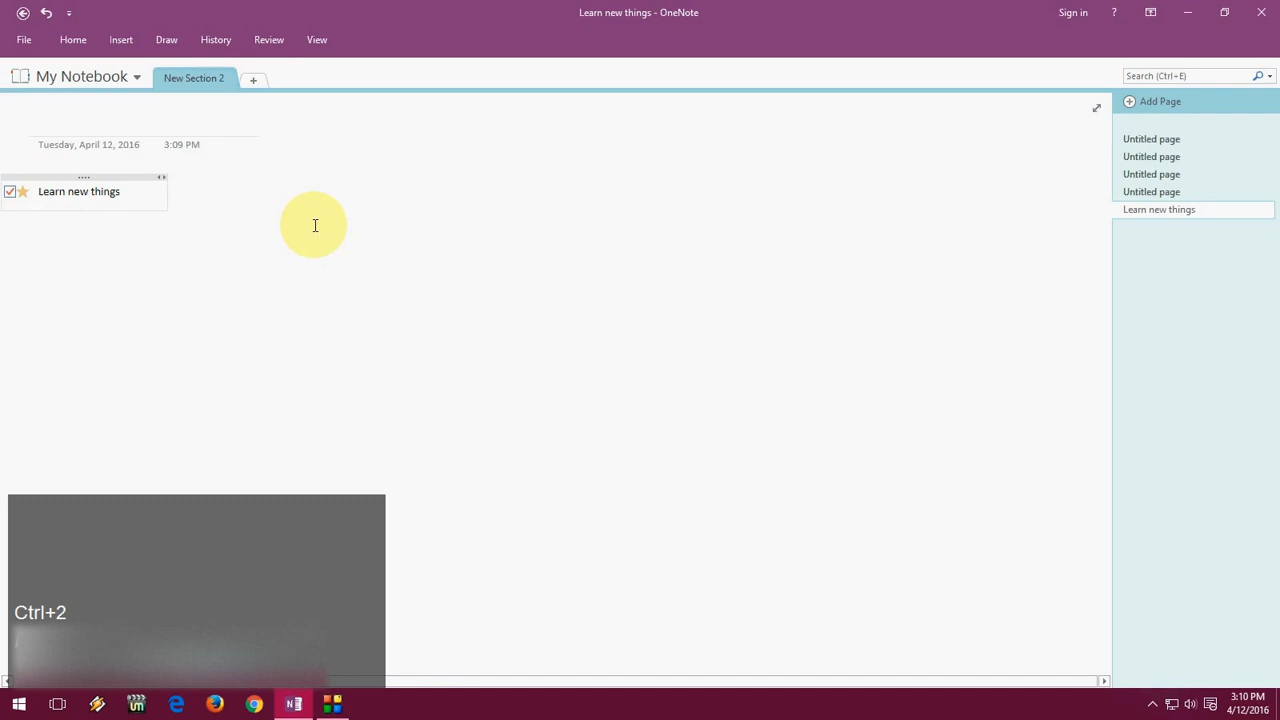 Learn new things - OneNote
Sign in
?
File
Home
Insert
Draw
History
Review
View
My Notebook
New Section 2
+
Search (Ctrl+E)
Add Page
Tuesday, April 12, 2016
3:09 PM
Learn new things
Untitled page
Untitled page
Untitled page
Untitled page
Learn new things
Ctrl+2
3:10 PM
4/12/2016